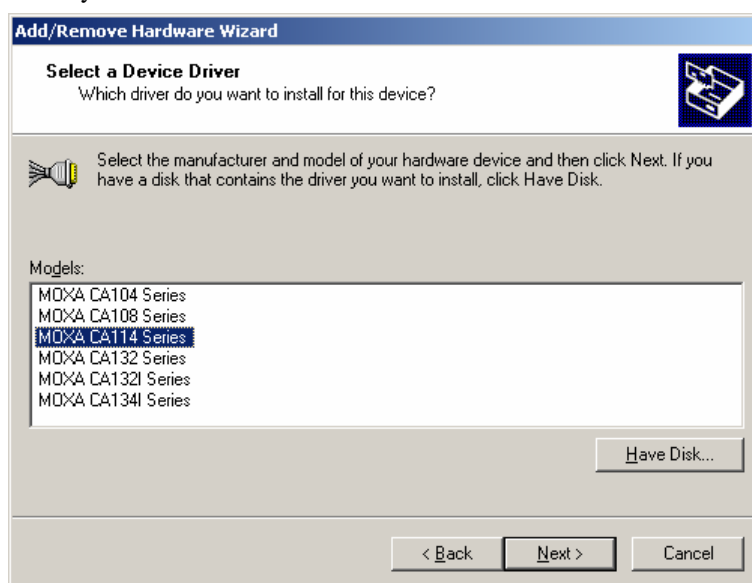 Add/Remove Hardware Wizard
Select a Device Driver
Which driver do you want to install for this device?
Select the manufacturer and model of your hardware device and then click Next. If you
have a disk that contains the driver you want to install, click Have Disk.
Models:
MOXA CA104 Series
MOXA CA108 Series
MOXA CA114 Series
MOXA CA132 Series
MOXA CA132I Series
MOXA CA134I Series
Have Disk...
< Back
Next >
Cancel